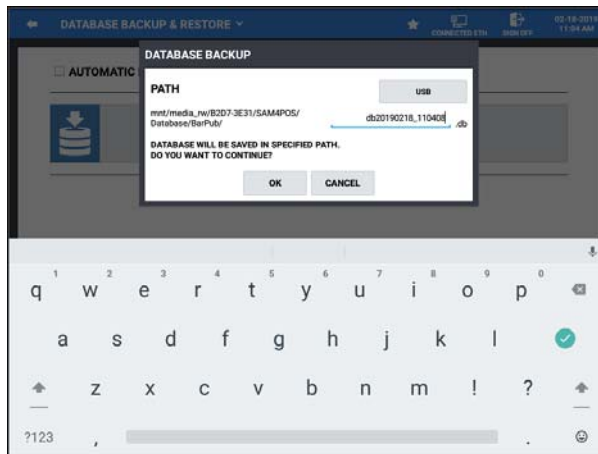 DATABASE BACKUP & RESTORE
CONNECTED ETH
SIGN OFF
02-18-2019
11:04 AM
AUTOMATIC
DATABASE BACKUP
PATH
USB
mnt/media_rw/B2D7-3E31/SAM4POS/
Database/BarPub/
db20190218_110408
.db
DATABASE WILL BE SAVED IN SPECIFIED PATH.
DO YOU WANT TO CONTINUE?
OK CANCEL
1 2 3 4 5 6 7 8 9 0
q w e r t y u i o p
a s d f g h j k l
z x c v b n m ! ?
?123 , .